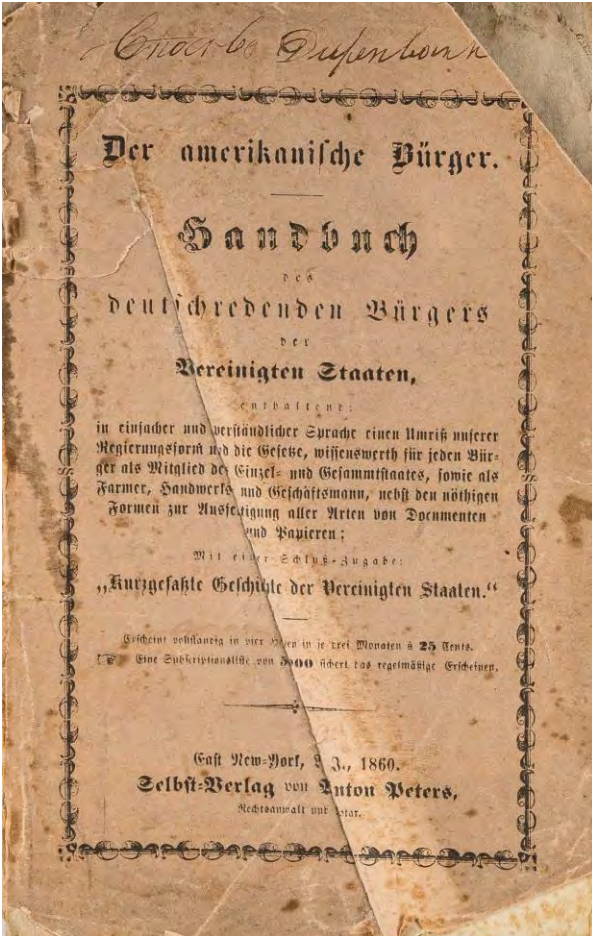 Der amerikanische Bürger.
Handbuch
des
deutschredenden Bürgers
der
Vereinigten Staaten,
enthaltend:
in einfacher und verständlicher Sprache einen Umriß unserer
Regierungsform und die Gesetze, wissenswerth für jeden Bür-
ger als Mitglied des Einzel- und Gesammtstaates, sowie als
Farmer, Handwerks und Geschäftsmann, nebst den nöthigen
Formen zur Ausfertigung aller Arten von Documenten
und Papieren;
Mit einer Schluß-Zugabe:
„Kurzgefaßte Geschichte der Vereinigten Staaten.“
Erscheint vollständig in vier Heften in je drei Monaten à 25 Cents.
Eine Subscriptionsliste von 5000 sichert das regelmäßige Erscheinen.
East New-York, L. J., 1860.
Selbst-Verlag von Anton Peters,
Rechtsanwalt und Notar.